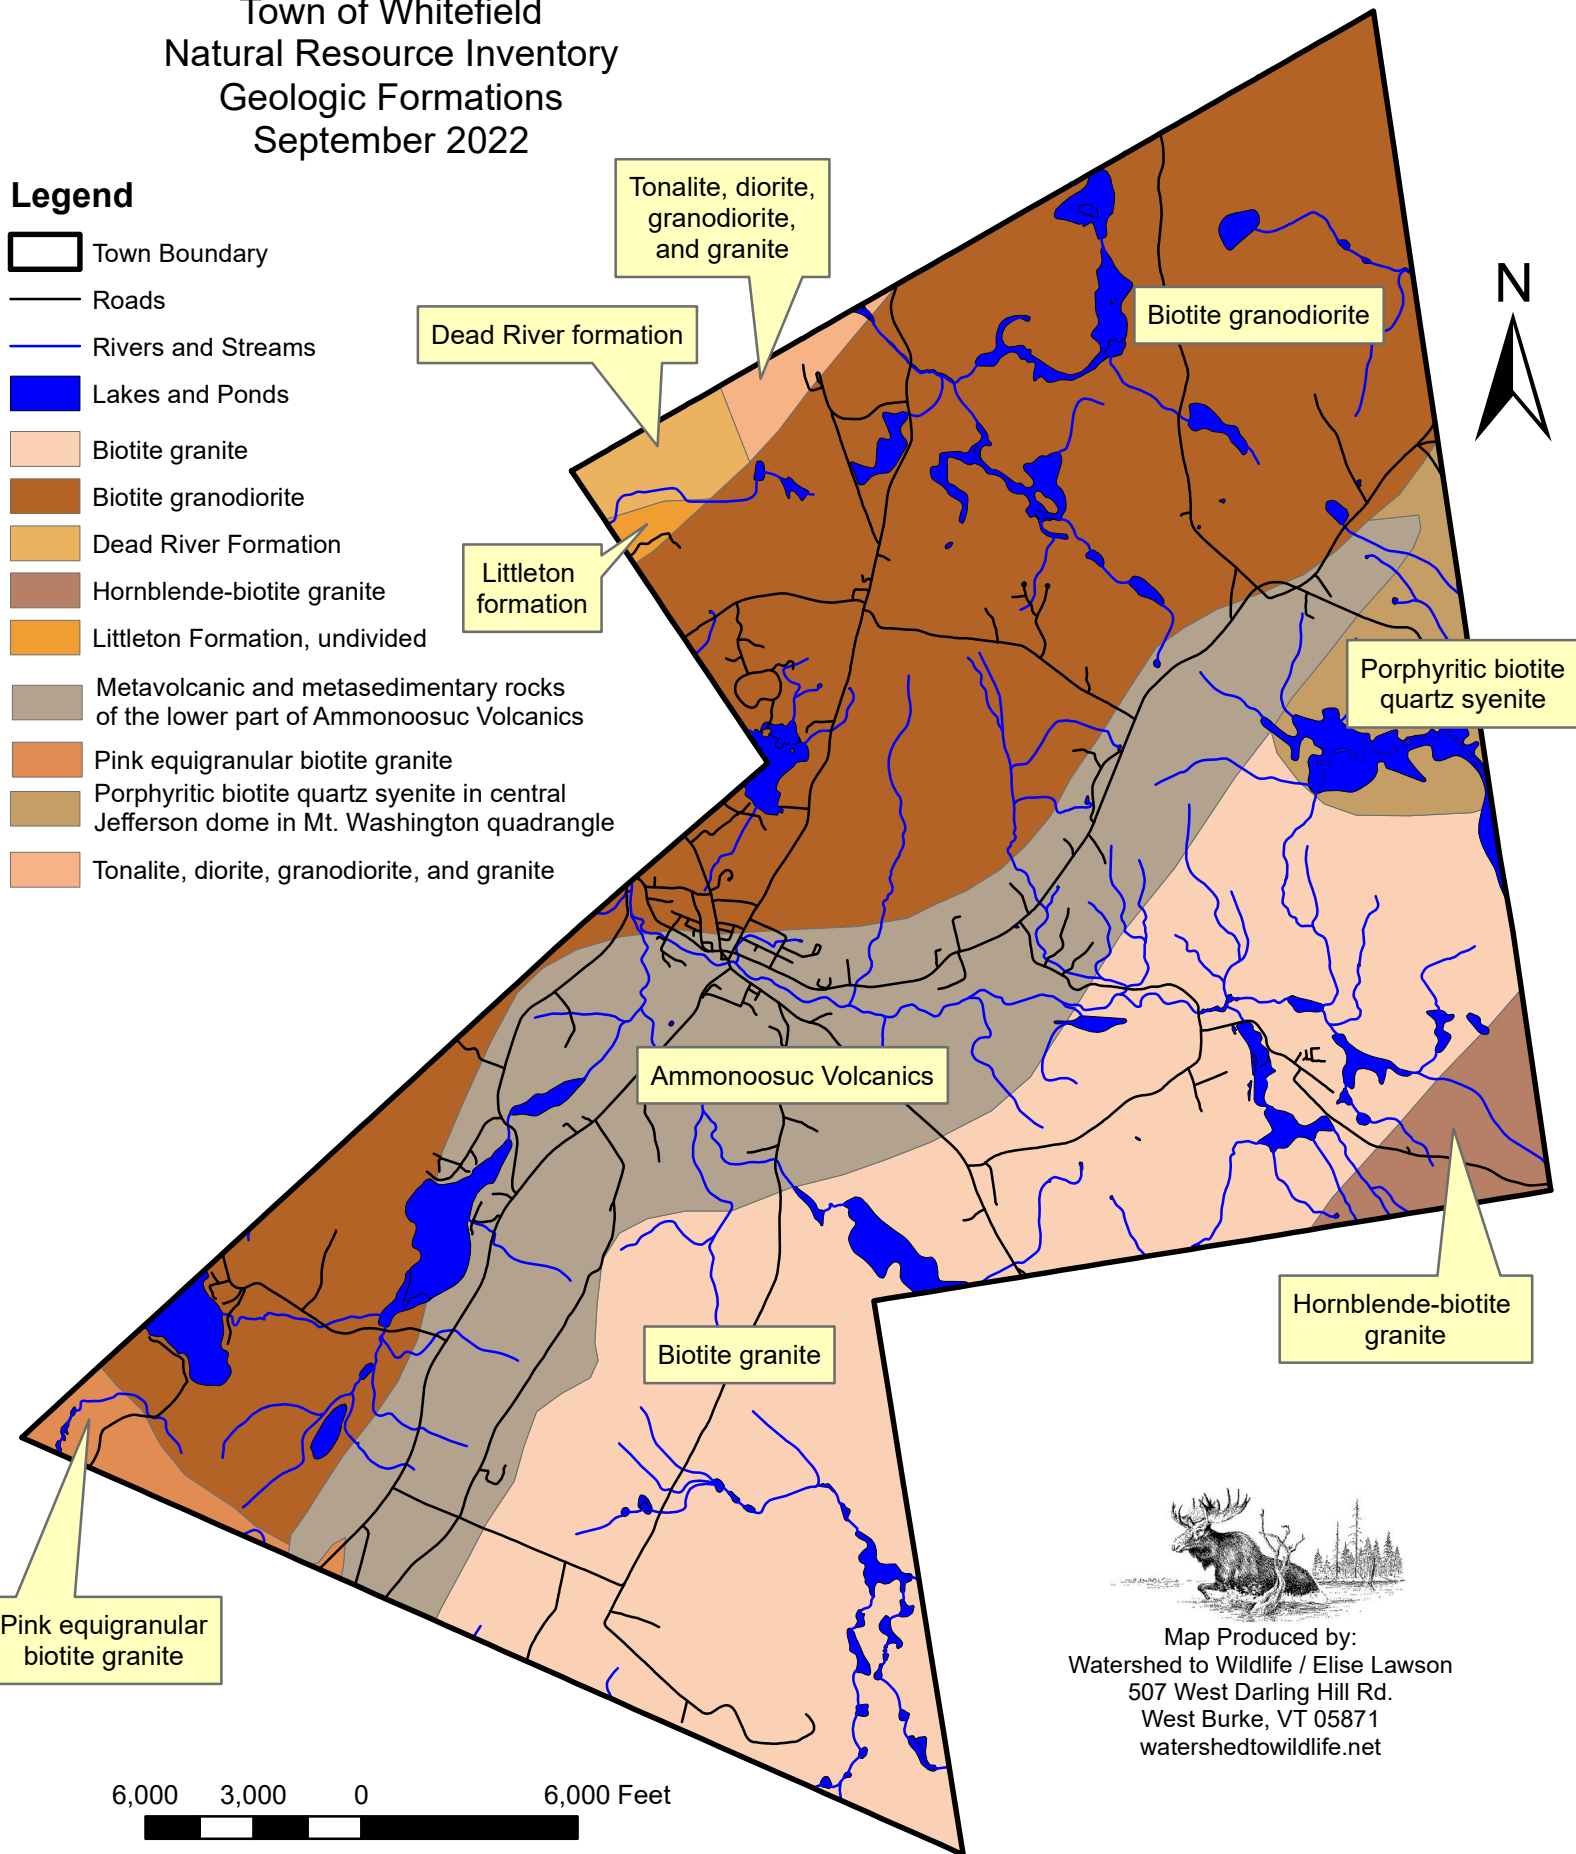 Town of Whitefield
Natural Resource Inventory
Geologic Formations
September 2022
Legend
Town Boundary
Roads
Rivers and Streams
Lakes and Ponds
Biotite granite
Biotite granodiorite
Dead River Formation
Hornblende-biotite granite
Littleton Formation, undivided
Metavolcanic and metasedimentary rocks
of the lower part of Ammonoosuc Volcanics
Pink equigranular biotite granite
Porphyritic biotite quartz syenite in central
Jefferson dome in Mt. Washington quadrangle
Tonalite, diorite, granodiorite, and granite
Tonalite, diorite,
granodiorite,
and granite
Dead River formation
Biotite granodiorite
N
Littleton
formation
Porphyritic biotite
quartz syenite
Ammonoosuc Volcanics
Biotite granite
Hornblende-biotite
granite
Pink equigranular
biotite granite
6,000 3,000 0 6,000 Feet
Map Produced by:
Watershed to Wildlife / Elise Lawson
507 West Darling Hill Rd.
West Burke, VT 05871
watershedtowildlife.net